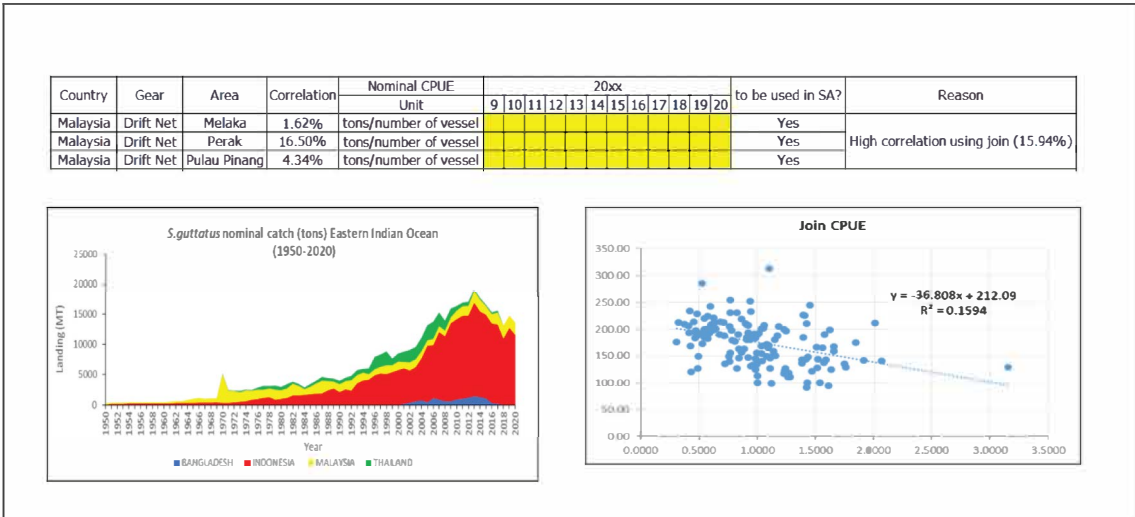 Country Gear Area Correlation Nominal CPUE 20xx to be used in SA? Reason
Unit 9 10 11 12 13 14 15 16 17 18 19 20
Malaysia Drift Net Melaka 1.62% tons/number of vessel Yes High correlation using join (15.94%)
Malaysia Drift Net Perak 16.50% tons/number of vessel Yes
Malaysia Drift Net Pulau Pinang 4.34% tons/number of vessel Yes
S.guttatus nominal catch (tons) Eastern Indian Ocean
(1950-2020)
Landing (MT)
25000
20000
15000
10000
5000
0
1950 1952 1954 1956 1958 1960 1962 1964 1966 1968 1970 1972 1974 1976 1978 1980 1982 1984 1986 1988 1990 1992 1994 1996 1998 2000 2002 2004 2006 2008 2010 2012 2014 2016 2018 2020
Year
BANGLADESH INDONESIA MALAYSIA THAILAND
Join CPUE
350.00
300.00
250.00
200.00
150.00
100.00
50.00
0.00
y = -36.808x + 212.09
R² = 0.1594
0.0000 0.5000 1.0000 1.5000 2.0000 2.5000 3.0000 3.5000